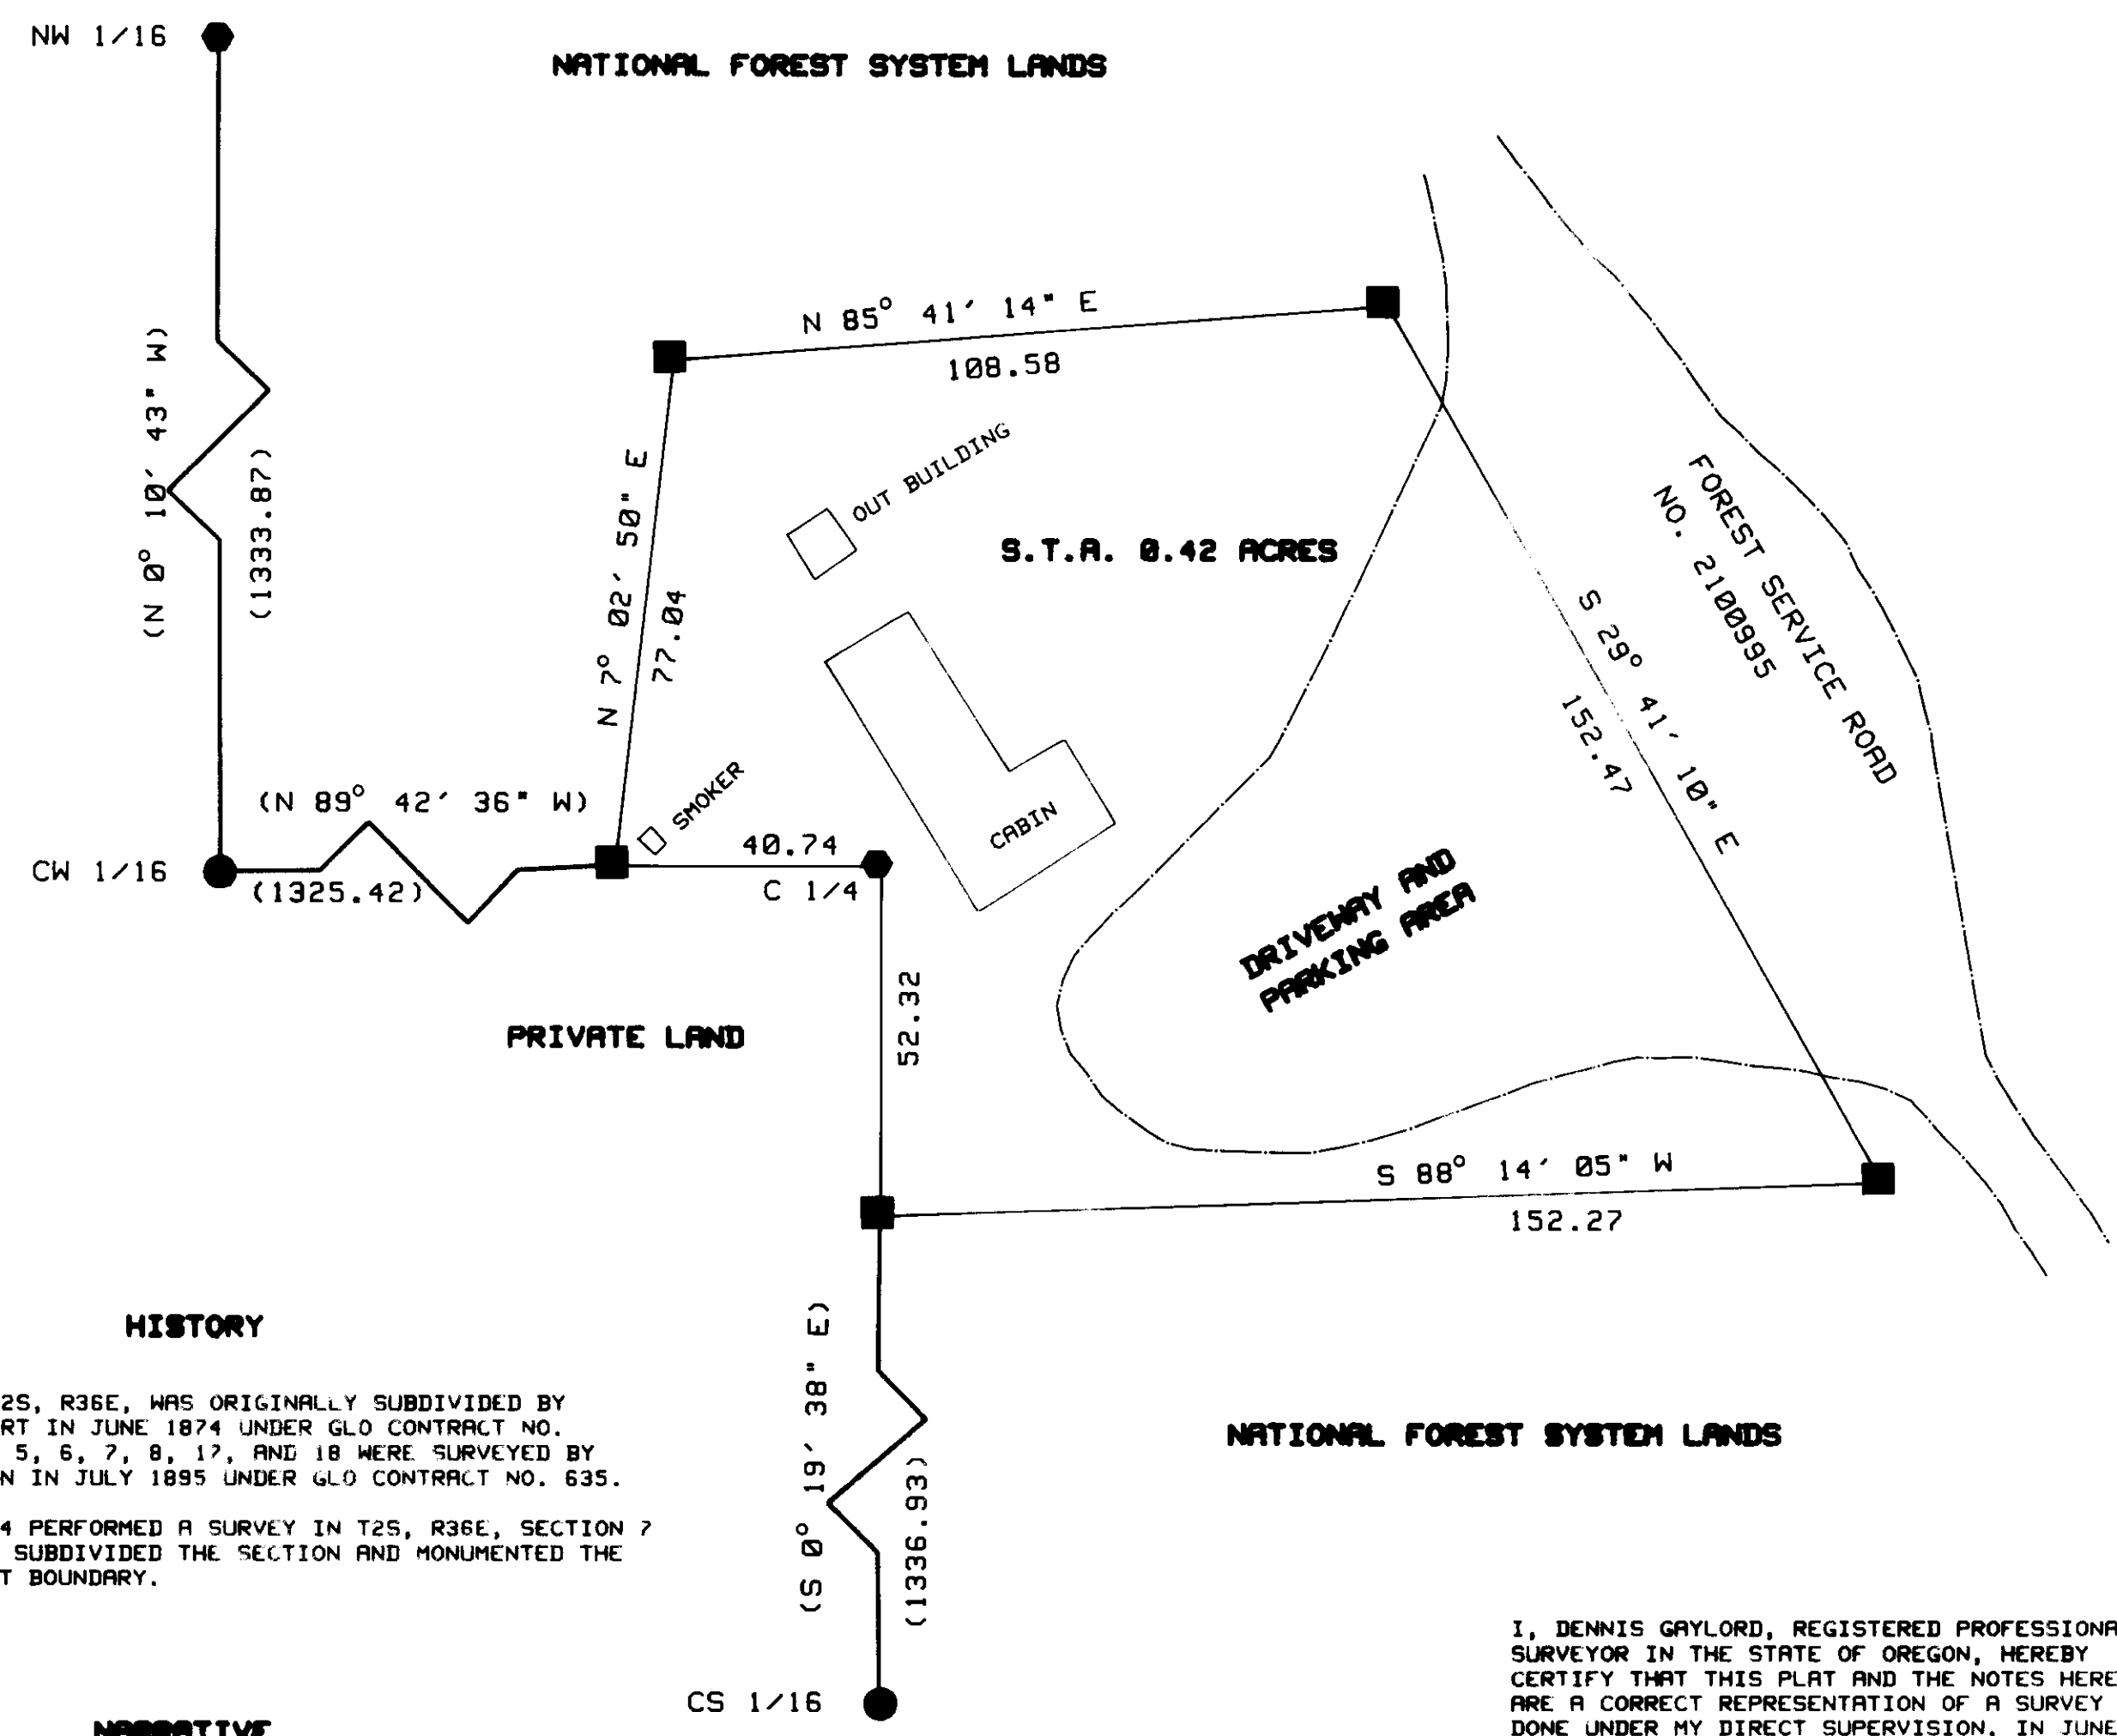 NW 1/16
NATIONAL FOREST SYSTEM LANDS
N 85° 41' 14" E
108.58
(N 0° 10' 43" W)
(1333.87)
N 7° 02' 50" E
77.04
OUT BUILDING
S.T.A. 0.42 ACRES
FOREST SERVICE ROAD
NO. 2100995
S 29° 41' 10" E
152.47
SMOKER
CABIN
(N 89° 42' 36" W)
40.74
CW 1/16
(1325.42)
C 1/4
DRIVEWAY AND
PARKING AREA
52.32
PRIVATE LAND
S 88° 14' 05" W
152.27
(S 0° 19' 38" E)
(1336.93)
HISTORY
2S, R36E, WAS ORIGINALLY SUBDIVIDED BY
RT IN JUNE 1874 UNDER GLO CONTRACT NO.
5, 6, 7, 8, 17, AND 18 WERE SURVEYED BY
N IN JULY 1895 UNDER GLO CONTRACT NO. 635.
4 PERFORMED A SURVEY IN T2S, R36E, SECTION 7
SUBDIVIDED THE SECTION AND MONUMENTED THE
T BOUNDARY.
NATIONAL FOREST SYSTEM LANDS
CS 1/16
NARRATIVE
I, DENNIS GAYLORD, REGISTERED PROFESSIONA
SURVEYOR IN THE STATE OF OREGON, HEREBY
CERTIFY THAT THIS PLAT AND THE NOTES HERE
ARE A CORRECT REPRESENTATION OF A SURVEY
DONE UNDER MY DIRECT SUPERVISION, IN JUNE